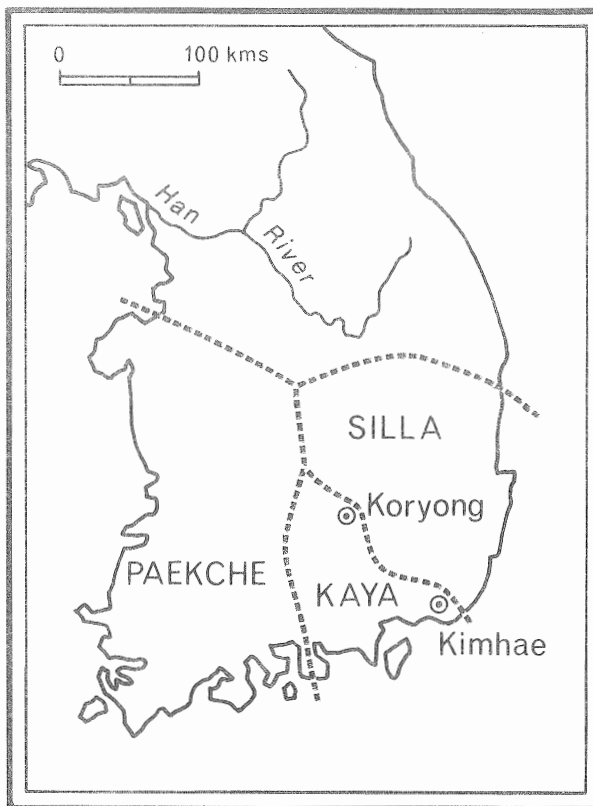 0 100 kms
Han
River
SILLA
Koryong
PAEKCHE
KAYA
Kimhae